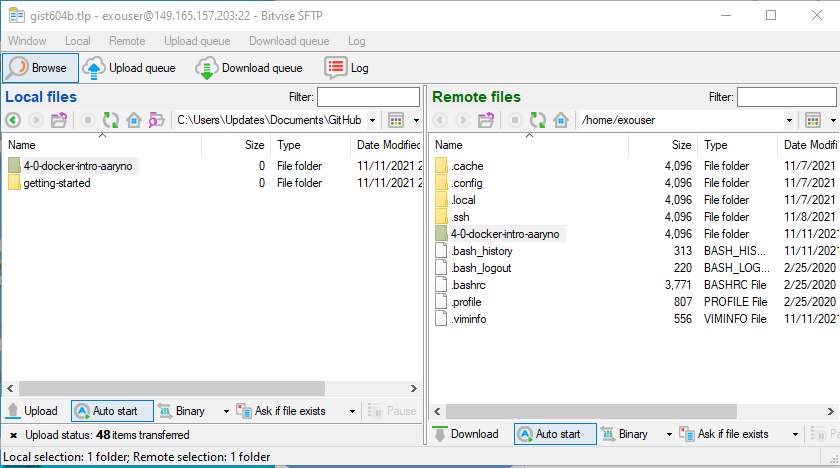 gist604b.tlp - exouser@149.165.157.203:22 - Bitvise SFTP
Window Local Remote Upload queue Download queue Log
Browse Upload queue Download queue Log
Local files Filter:
C:\Users\Updates\Documents\GitHub
Name Size Type Date Modified
4-0-docker-intro-aaryno 0 File folder 11/11/2021 2
getting-started 0 File folder 11/11/2021 2
Upload Auto start Binary Ask if file exists Pause
Upload status: 48 items transferred
Remote files Filter:
/home/exouser
Name Size Type Date Modifi
.cache 4,096 File folder 11/7/2021
.config 4,096 File folder 11/7/2021
.local 4,096 File folder 11/7/2021
.ssh 4,096 File folder 11/8/2021
4-0-docker-intro-aaryno 4,096 File folder 11/11/2021
.bash_history 313 BASH_HIS... 11/11/2021
.bash_logout 220 BASH_LOG... 2/25/2020
.bashrc 3,771 BASHRC File 2/25/2020
.profile 807 PROFILE File 2/25/2020
.viminfo 556 VIMINFO File 11/11/2021
Download Auto start Binary Ask if file exists Pa
Local selection: 1 folder; Remote selection: 1 folder